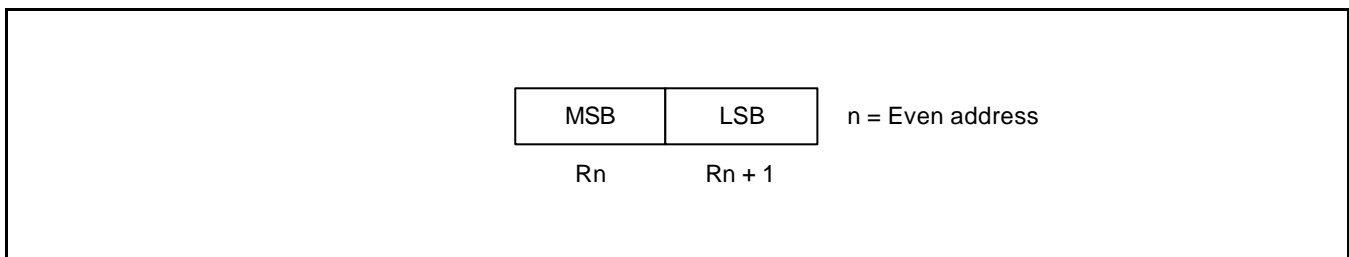 MSB LSB n = Even address
Rn Rn + 1